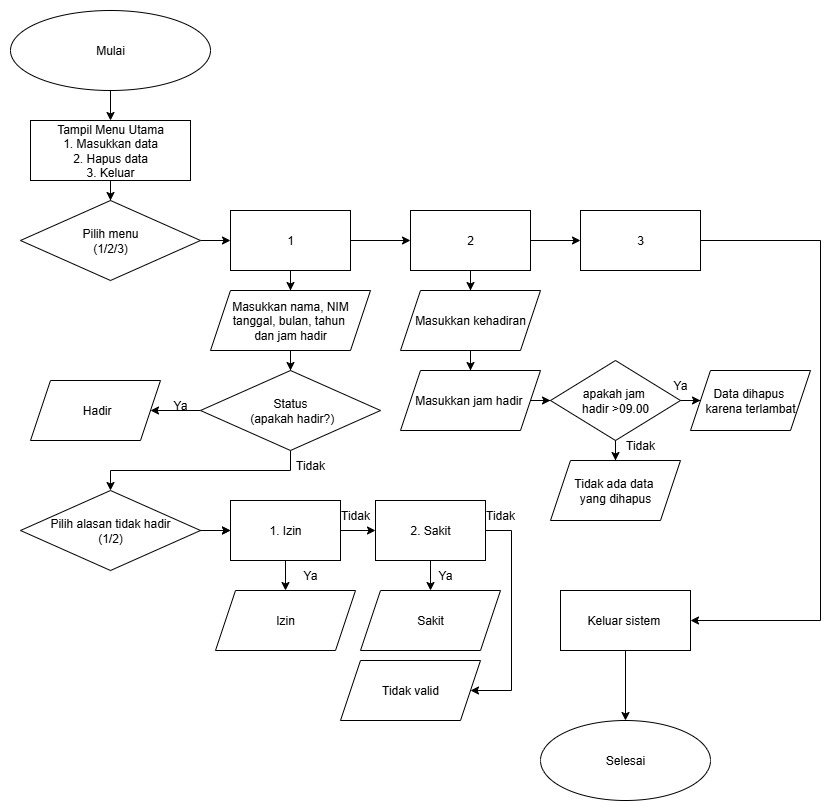 Mulai
Tampil Menu Utama
1. Masukkan data
2. Hapus data
3. Keluar
Pilih menu
(1/2/3)
1
2
3
Masukkan nama, NIM
tanggal, bulan, tahun
dan jam hadir
Masukkan kehadiran
Hadir
Ya
Status
(apakah hadir?)
Masukkan jam hadir
apakah jam
hadir >09.00
Ya
Data dihapus
karena terlambat
Tidak
Tidak
Tidak ada data
yang dihapus
Pilih alasan tidak hadir
(1/2)
1. Izin
Tidak
2. Sakit
Tidak
Ya
Ya
Izin
Sakit
Keluar sistem
Tidak valid
Selesai